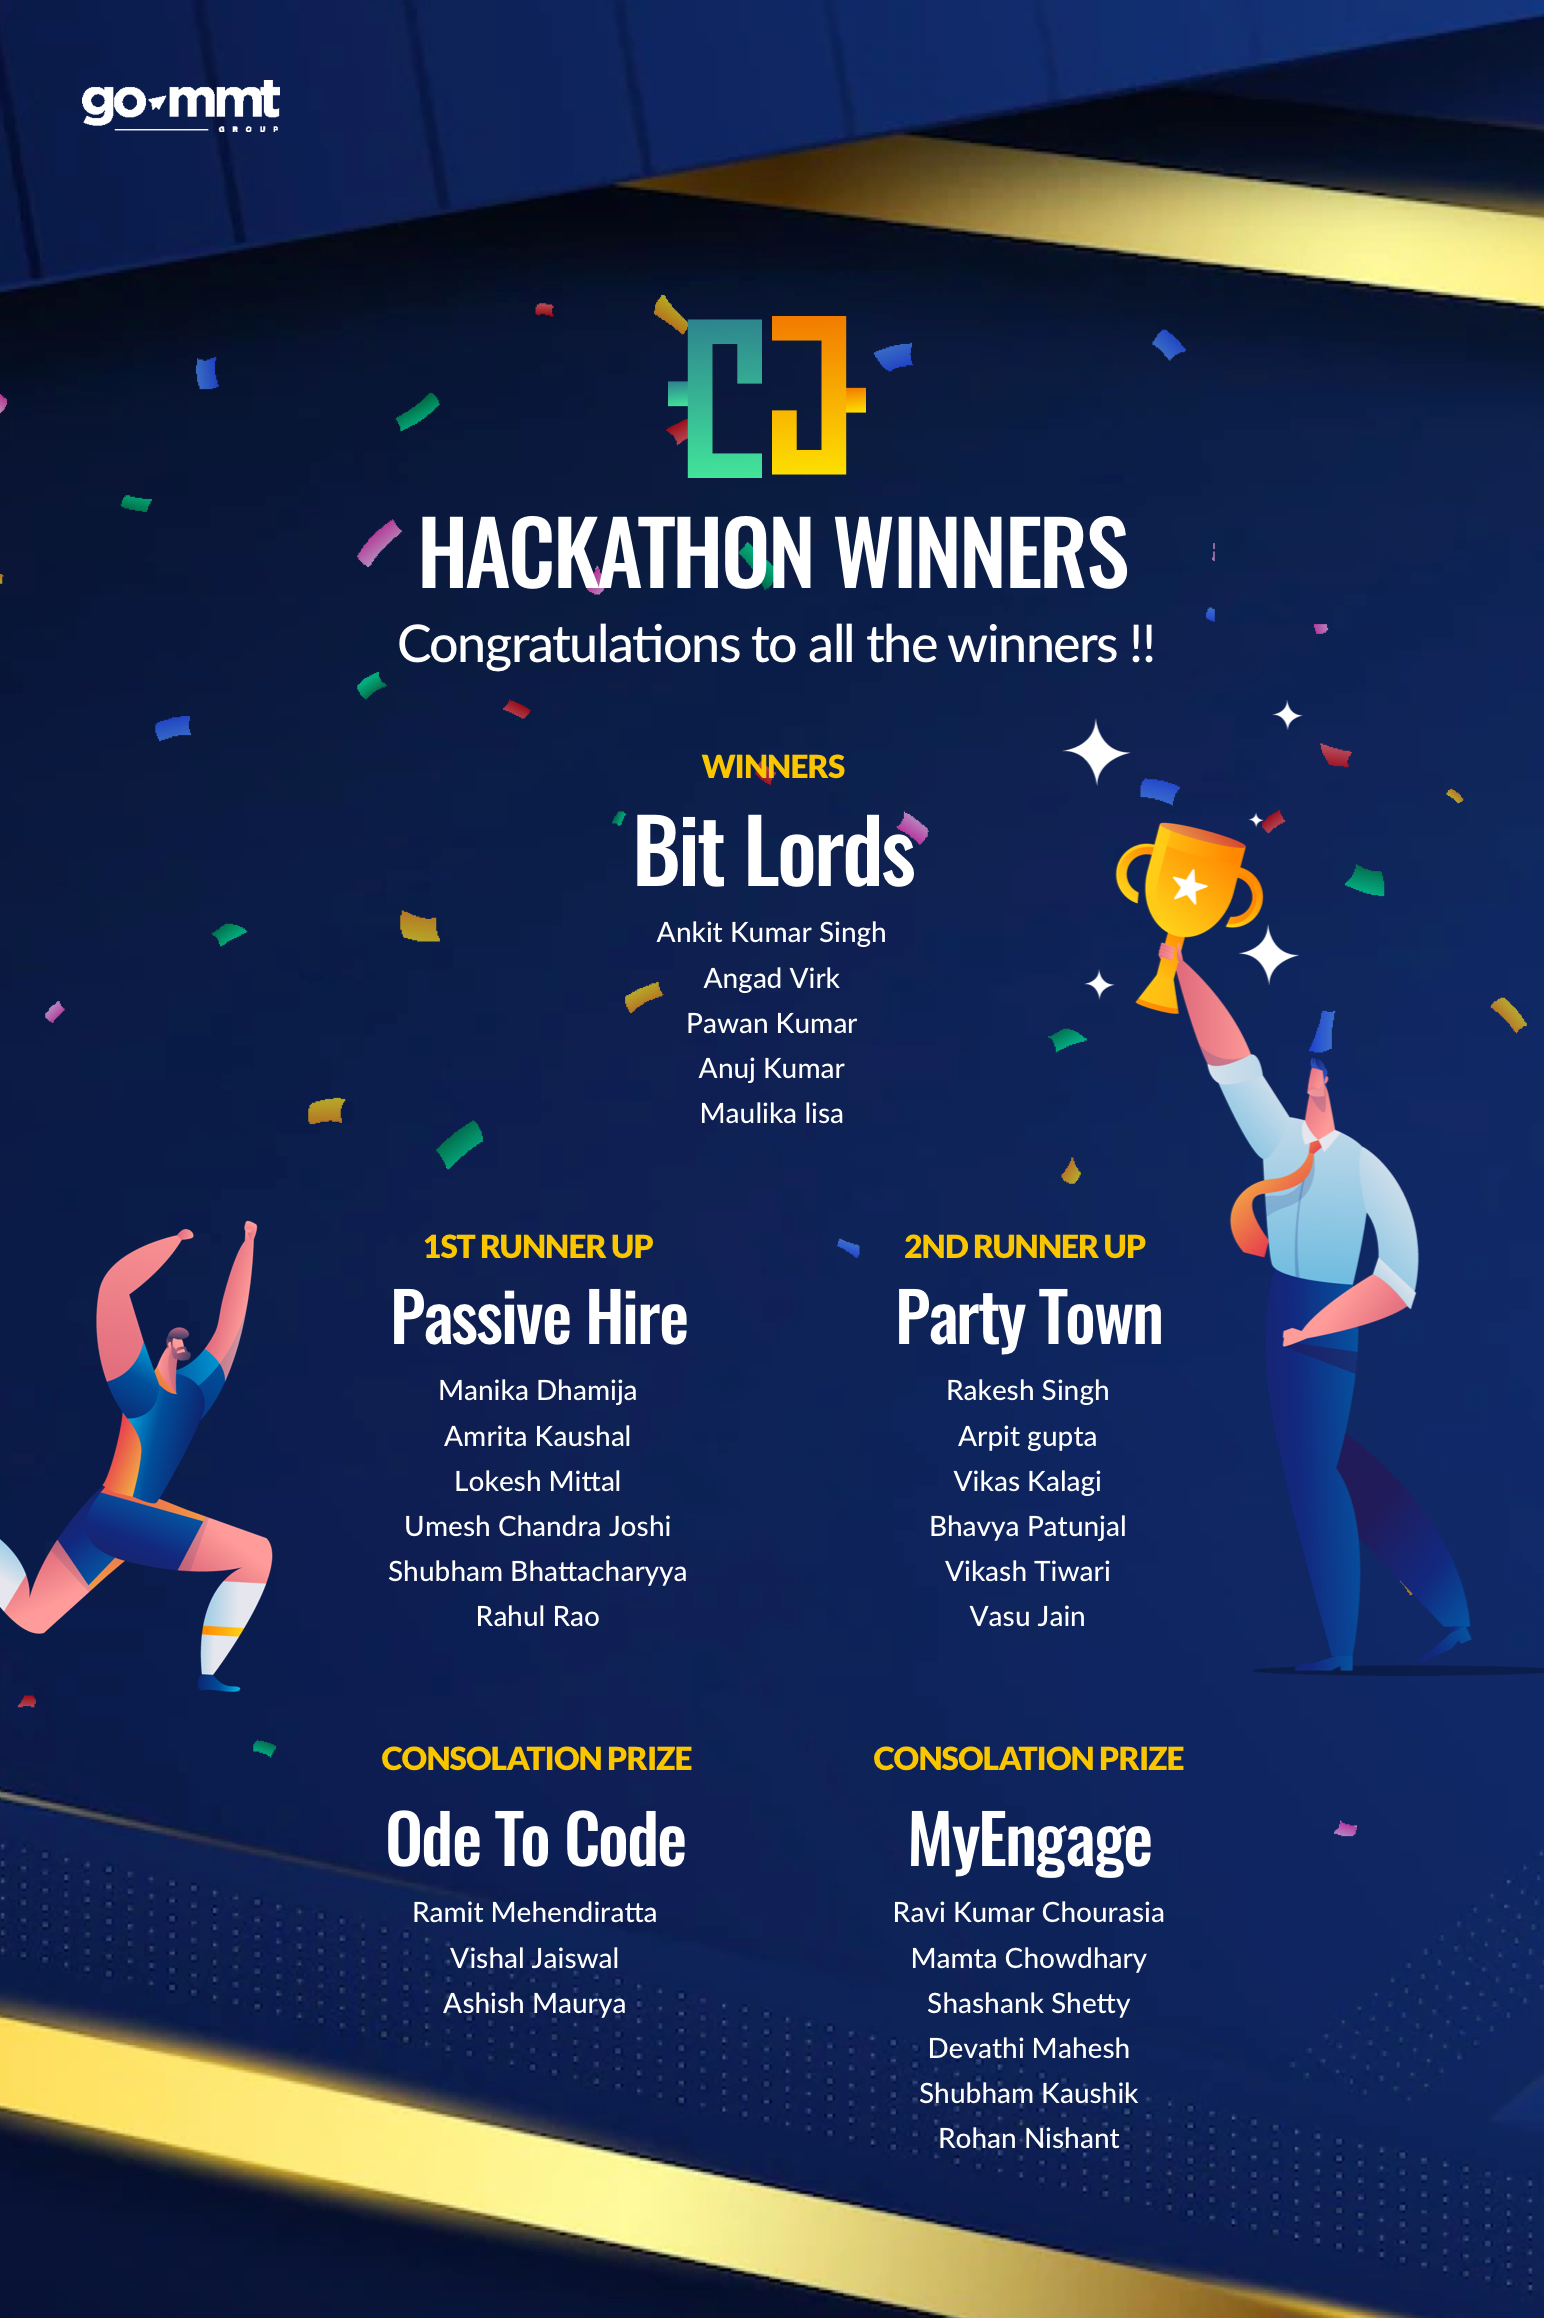 go mmt
GROUP
HACKATHON WINNERS
Congratulations to all the winners !!
WINNERS
Bit Lords
Ankit Kumar Singh
Angad Virk
Pawan Kumar
Anuj Kumar
Maulika lisa
1ST RUNNER UP
Passive Hire
Manika Dhamija
Amrita Kaushal
Lokesh Mittal
Umesh Chandra Joshi
Shubham Bhattacharyya
Rahul Rao
2ND RUNNER UP
Party Town
Rakesh Singh
Arpit gupta
Vikas Kalagi
Bhavya Patunjal
Vikash Tiwari
Vasu Jain
CONSOLATION PRIZE
Ode To Code
Ramit Mehendiratta
Vishal Jaiswal
Ashish Maurya
CONSOLATION PRIZE
MyEngage
Ravi Kumar Chourasia
Mamta Chowdhary
Shashank Shetty
Devathi Mahesh
Shubham Kaushik
Rohan Nishant